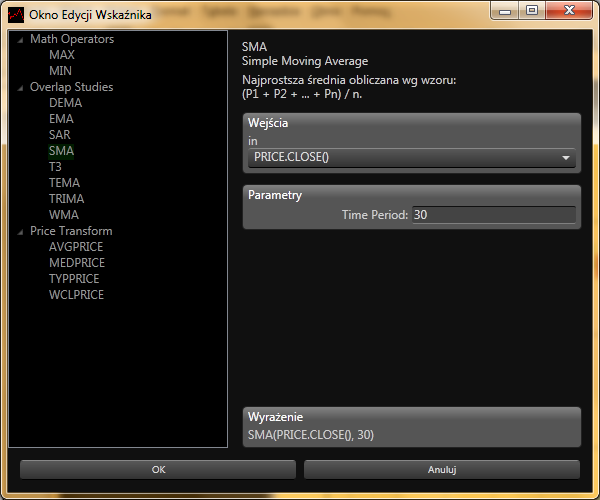 Okno Edycji Wskaźnika
Math Operators
MAX
MIN
Overlap Studies
DEMA
EMA
SAR
SMA
T3
TEMA
TRIMA
WMA
Price Transform
AVGPRICE
MEDPRICE
TYPPRICE
WCLPRICE
SMA
Simple Moving Average
Najprostsza średnia obliczana wg wzoru:
(P1 + P2 + ... + Pn) / n.
Wejścia
in
PRICE.CLOSE()
Parametry
Time Period: 30
Wyrażenie
SMA(PRICE.CLOSE(), 30)
OK
Anuluj